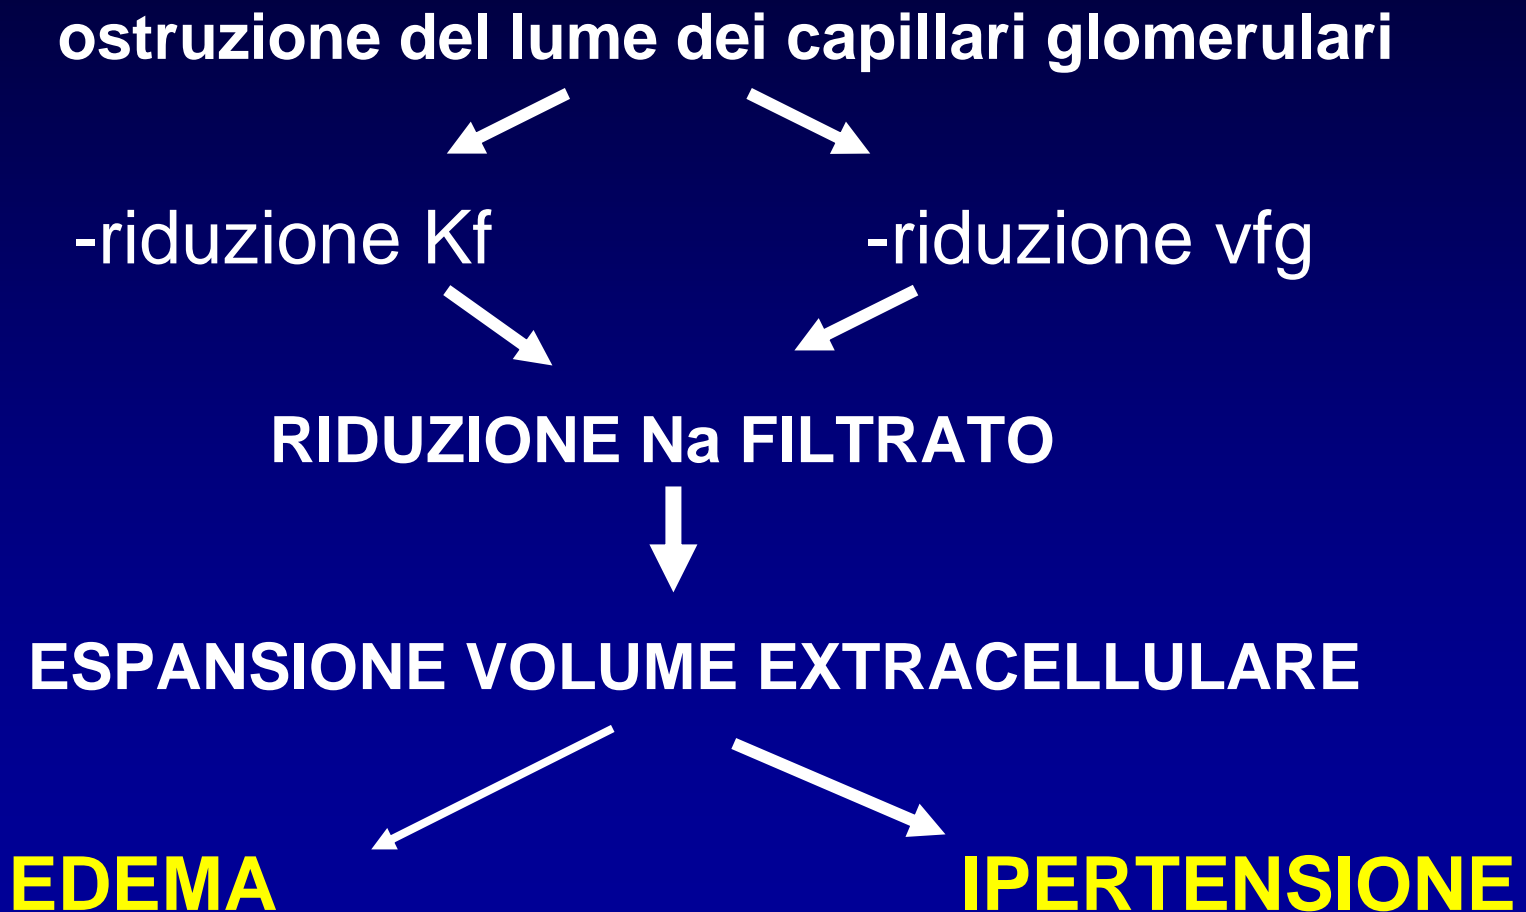 ostruzione del lume dei capillari glomerulari
-riduzione Kf
-riduzione vfg
RIDUZIONE Na FILTRATO
ESPANSIONE VOLUME EXTRACELLULARE
EDEMA
IPERTENSIONE